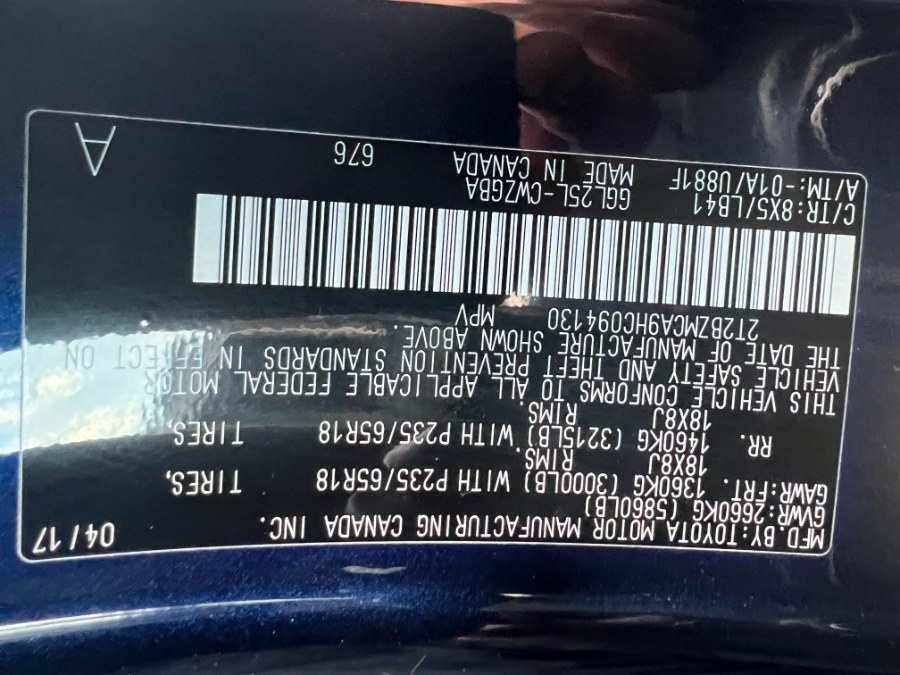 MFD.BY:TOYOTA MOTOR MANUFACTURING CANADA INC. 04/17
GVWR:2660KG(5860LB)
GAWR:FRT. 1360KG (3000LB) WITH P235/65R18 TIRES,
18X8J RIMS.
RR. 1460KG (3215LB) WITH P235/65R18 TIRES,
18X8J RIMS.
THIS VEHICLE CONFORMS TO ALL APPLICABLE FEDERAL MOTOR
VEHICLE SAFETY AND THEFT PREVENTION STANDARDS IN EFFECT ON
THE DATE OF MANUFACTURE SHOWN ABOVE.
2T2BZMCA9HC094130 MPV
C/TR:8X5/LB41 GGL25L-CWZGBA
A/TM:-01A/U881F MADE IN CANADA 676 A